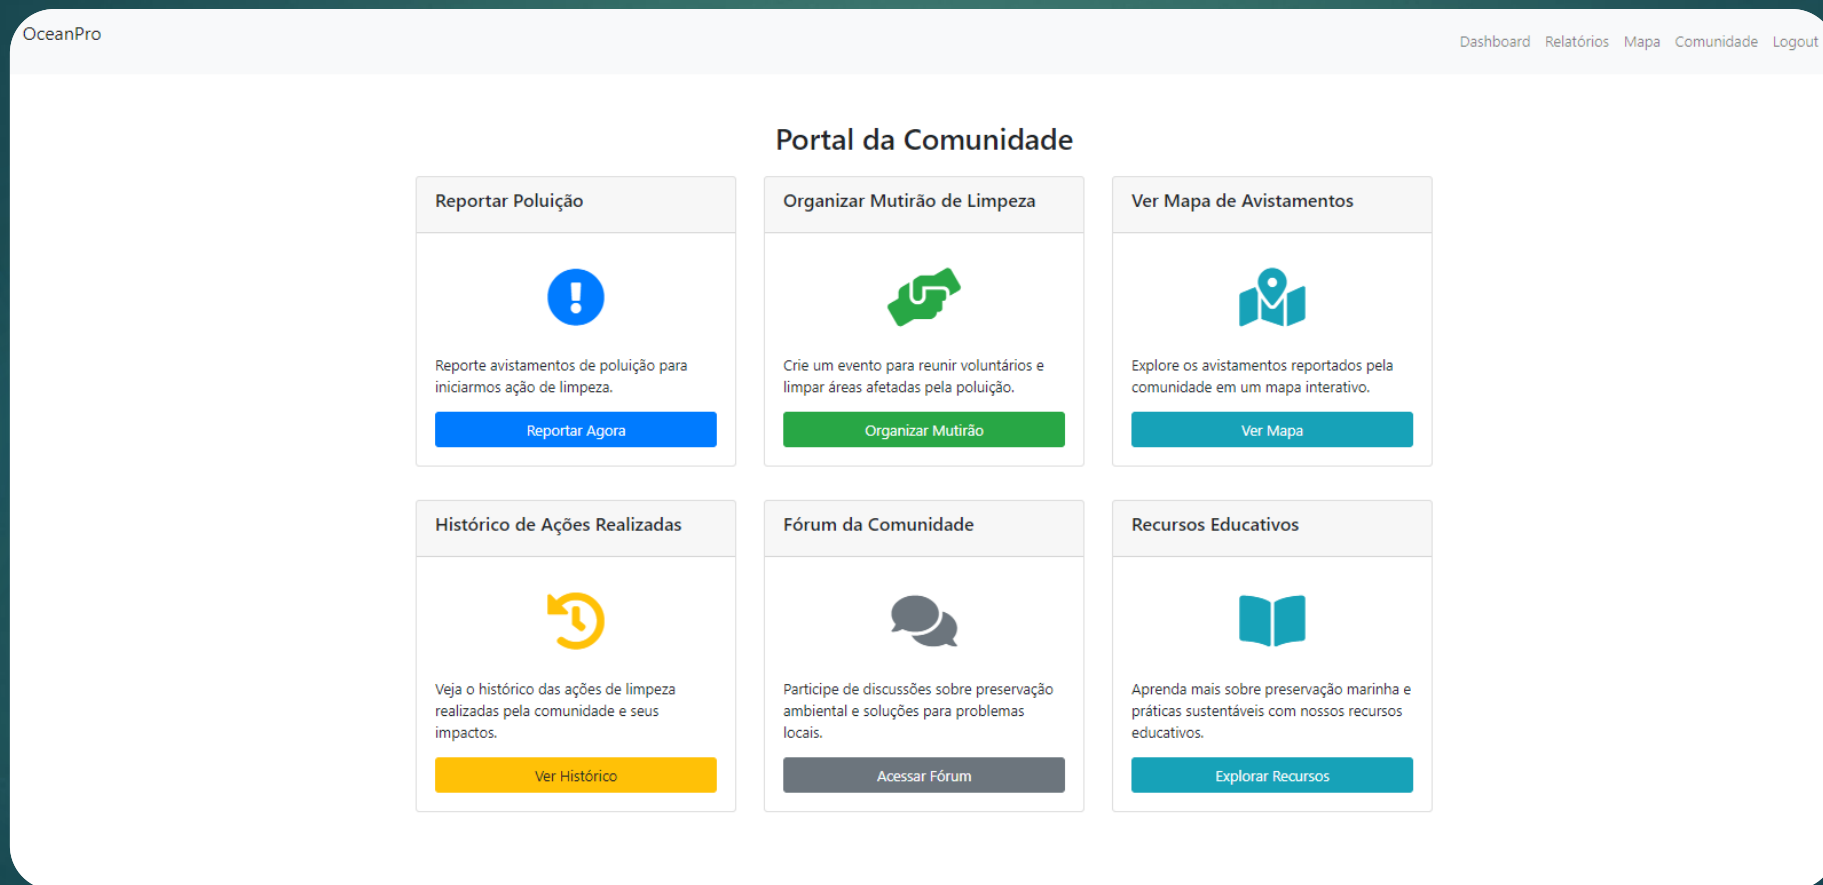 OceanPro
Dashboard Relatórios Mapa Comunidade Logout
Portal da Comunidade
Reportar Poluição
Reporte avistamentos de poluição para
iniciarmos ação de limpeza.
Reportar Agora
Organizar Mutirão de Limpeza
Crie um evento para reunir voluntários e
limpar áreas afetadas pela poluição.
Organizar Mutirão
Ver Mapa de Avistamentos
Explore os avistamentos reportados pela
comunidade em um mapa interativo.
Ver Mapa
Histórico de Ações Realizadas
Veja o histórico das ações de limpeza
realizadas pela comunidade e seus
impactos.
Ver Histórico
Fórum da Comunidade
Participe de discussões sobre preservação
ambiental e soluções para problemas
locais.
Acessar Fórum
Recursos Educativos
Aprenda mais sobre preservação marinha e
práticas sustentáveis com nossos recursos
educativos.
Explorar Recursos